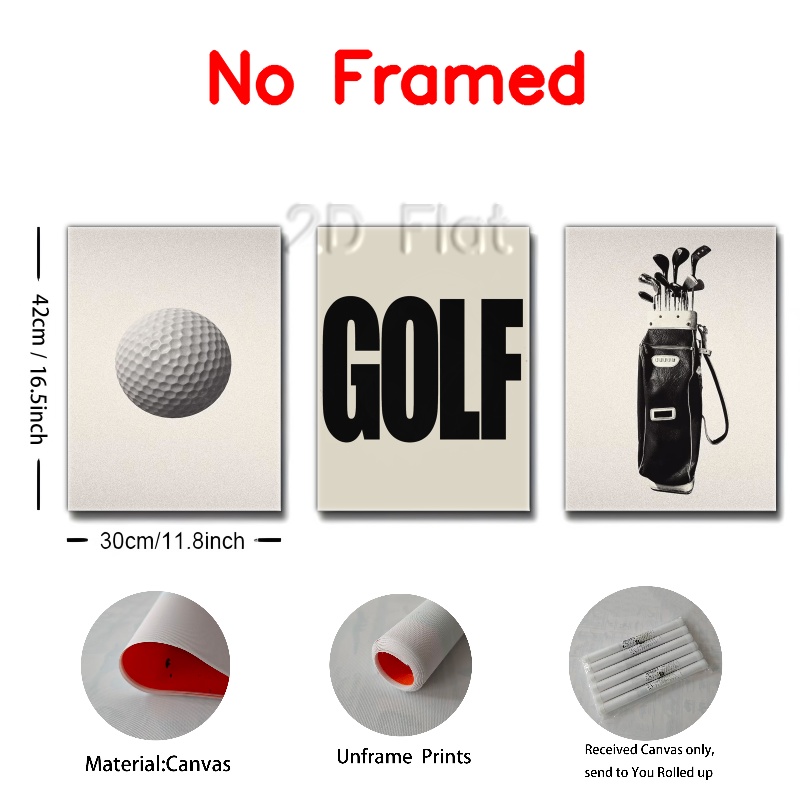 No Framed
2D Flat
42cm / 16.5inch
GOLF
30cm/11.8inch
Material:Canvas
Unframe Prints
Received Canvas only,
send to You Rolled up